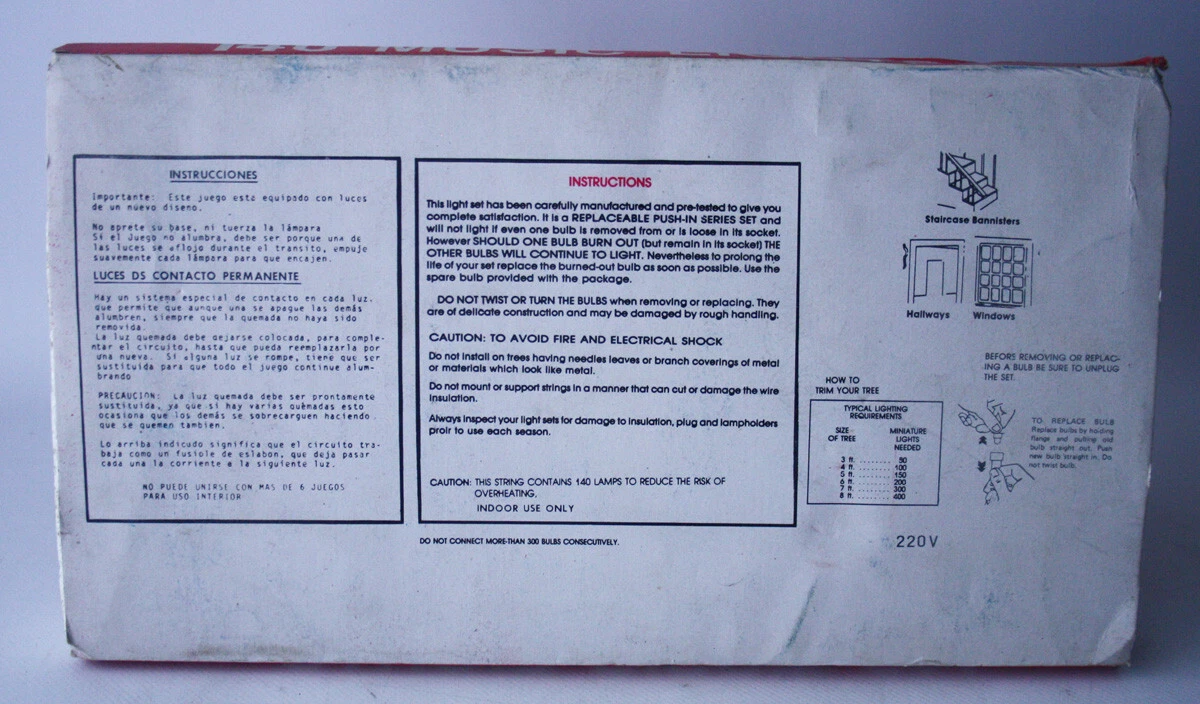 140 MUSIC
INSTRUCCIONES
Importante: Este juego esta equipado con luces
de un nuevo diseno.
No aprete su base, ni tuerza la lámpara
Si el Juego no alumbra, debe ser porque una de
las luces se aflojo durante el transito, empuje
suavemente cada lámpara para que encajen.
LUCES DS CONTACTO PERMANENTE
Hay un sistema especial de contacto en cada luz.
que permite que aunque una se apague las demás
alumbren, siempre que la quemada no haya sido
removida.
La luz quemada debe dejarse colocada, para comple-
ntar el circuito, hasta que pueda reemplazarla por
una nueva. Si alguna luz se rompe, tiene que ser
sustituida para que todo el juego continue alum-
brando
PRECAUCION: La luz quemada debe ser prontamente
sustituida, ya que si hay varias quémadas esto
ocasiona que los demás se sobrecarguen haciendo.
que se quemen tambien.
Lo arriba indicado significa que el circuito tra-
baja como un fusiole de eslabon, que deja pasar
cada una la corriente a la siguiente luz.
NO PUEDE UNIRSE CON MAS DE 6 JUEGOS
PARA USO INTERIOR
INSTRUCTIONS
This light set has been carefully manufactured and pre-tested to give you
complete satisfaction. It is a REPLACEABLE PUSH-IN SERIES SET and
will not light if even one bulb is removed from or is loose in its socket.
However SHOULD ONE BULB BURN OUT (but remain in its socket) THE
OTHER BULBS WILL CONTINUE TO LIGHT. Nevertheless to prolong the
life of your set replace the burned-out bulb as soon as possible. Use the
spare bulb provided with the package.
DO NOT TWIST OR TURN THE BULBS when removing or replacing. They
are of delicate construction and may be damaged by rough handling.
CAUTION: TO AVOID FIRE AND ELECTRICAL SHOCK
Do not install on trees having needles leaves or branch coverings of metal
or materials which look like metal.
Do not mount or support strings in a manner that can cut or damage the wire
insulation.
Always inspect your light sets for damage to insulation, plug and lampholders
proir to use each season.
CAUTION: THIS STRING CONTAINS 140 LAMPS TO REDUCE THE RISK OF
OVERHEATING.
INDOOR USE ONLY
DO NOT CONNECT MORE-THAN 300 BULBS CONSECUTIVELY.
Staircase Bannisters
Hallways Windows
BEFORS REMOVING OR REPLAC-
ING A BULB BE SURE TO UNPLUG
THE SET.
HOW TO
TRIM YOUR TREE
TYPICAL LIGHTING
REQUIREMENTS
SIZE OF TREE MINIATURE LIGHTS NEEDED
3 ft. ........ 50
4 ft. ........ 100
5 ft. ........ 150
6 ft. ........ 200
7 ft. ........ 300
8 ft. ........ 400
TO REPLACE BULB
Replace bulbs by holding
flange and pulling old
bulb straight out. Push
new bulb straight in. Do
not twist bulb.
220V